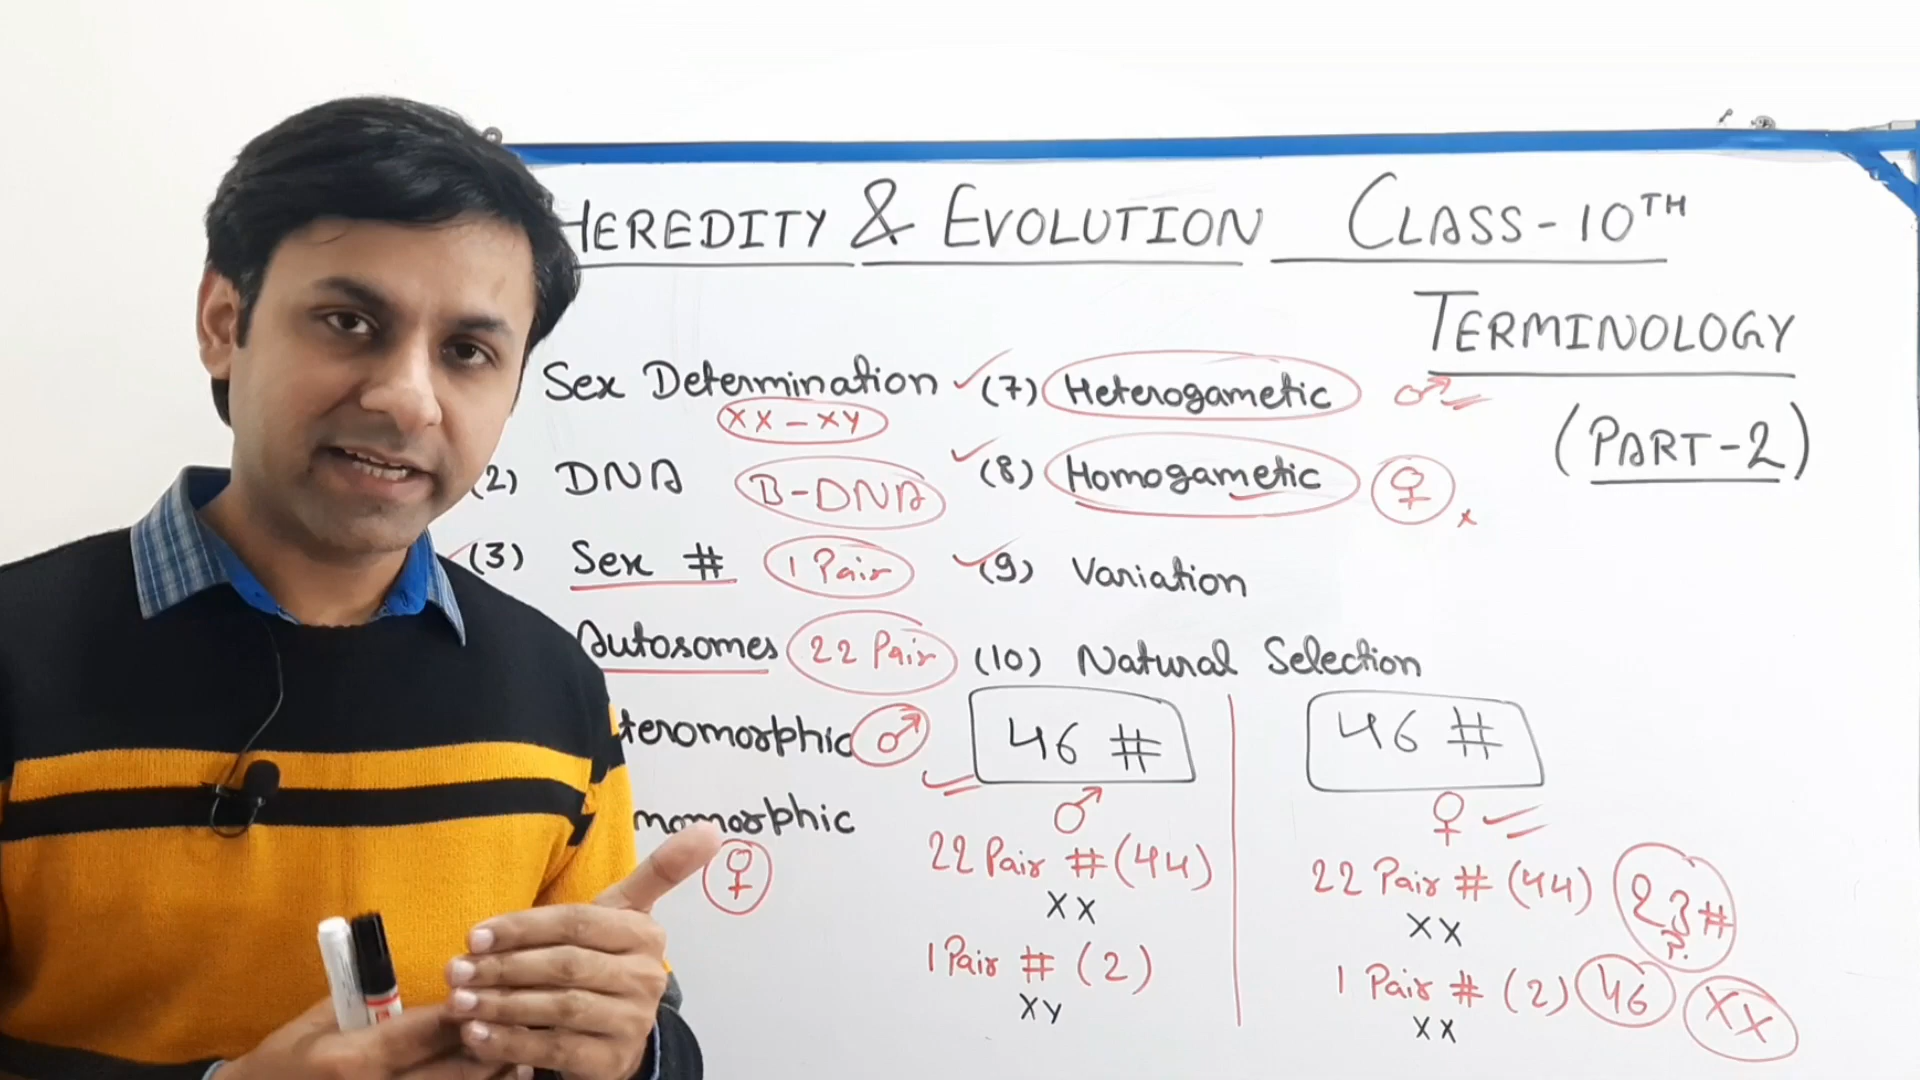 HEREDITY & EVOLUTION CLASS-10TH
TERMINOLOGY
(PART-2)
Sex Determination
XX-XY
(2) DNA B-DNA
(3) Sex # 1 Pair
Autosomes 22 Pair
teromorphic ♂
momorphic
♀
(7) Heterogametic ♂
(8) Homogametic ♀
(9) Variation
(10) Natural Selection
46 #
♂
22 Pair # (44)
XX
1 Pair # (2)
XY
46 #
♀
22 Pair # (44) 23 #
P.
XX
1 Pair # (2) 46 XX
XX